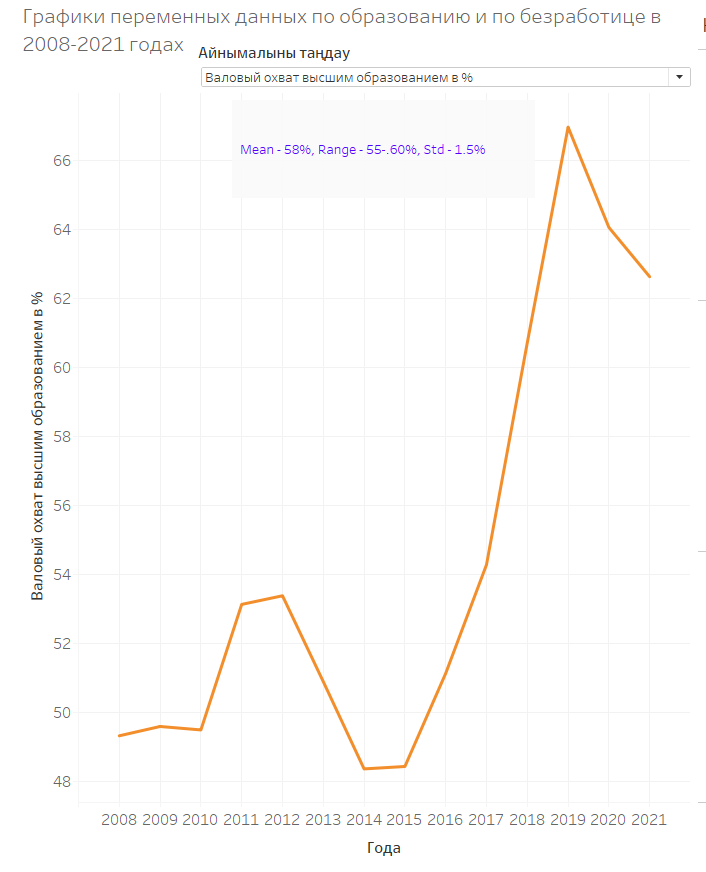 Графики переменных данных по образованию и по безработице в
2008-2021 годах
Айнымалыны таңдау
Валовый охват высшим образованием в %
Mean - 58%, Range - 55-.60%, Std - 1.5%
66
64
62
60
58
56
54
52
50
48
Валовый охват высшим образованием в %
2008 2009 2010 2011 2012 2013 2014 2015 2016 2017 2018 2019 2020 2021
Года